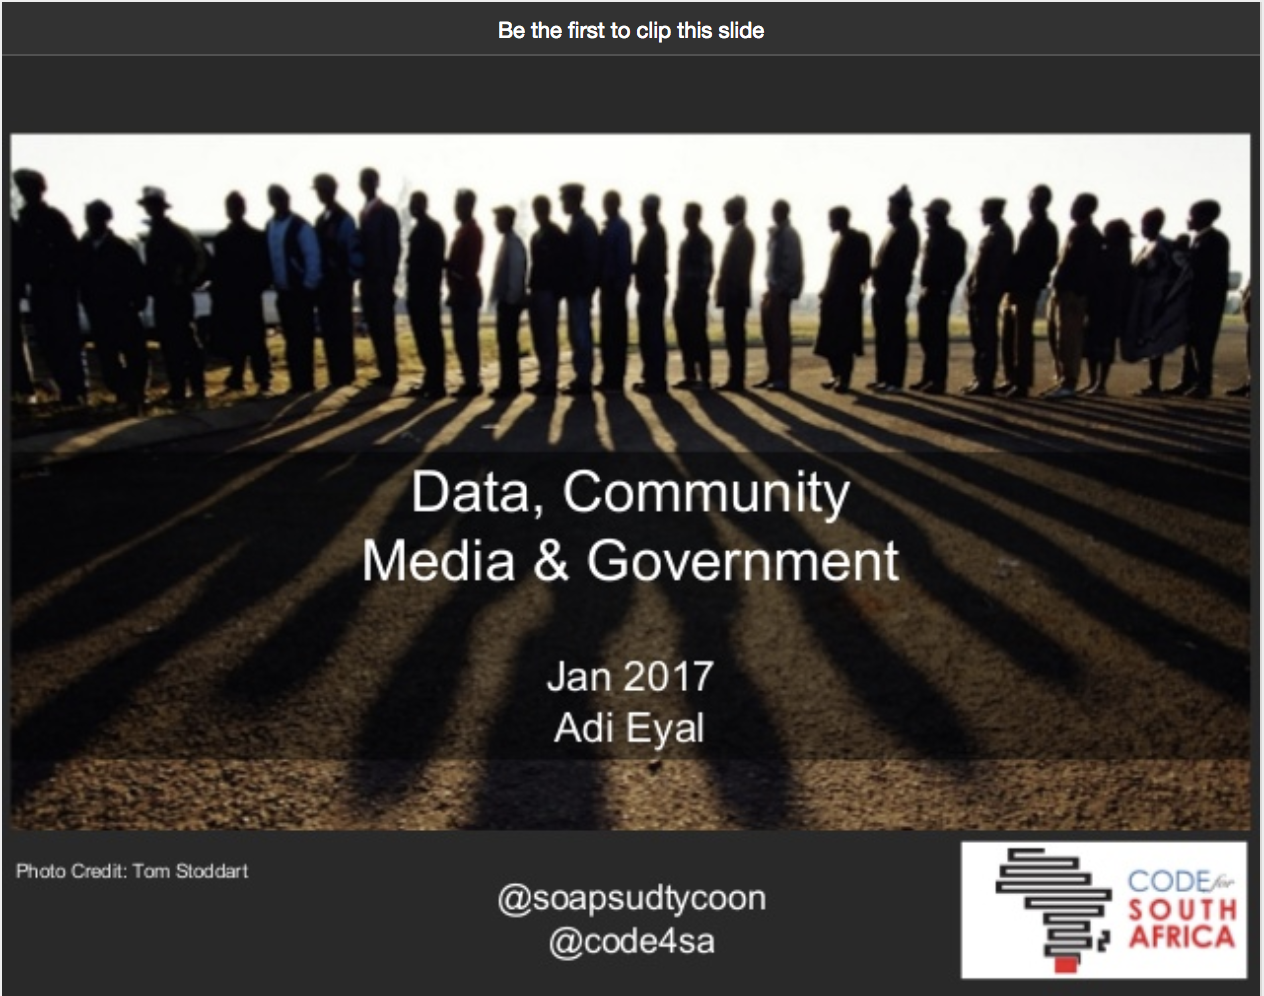 Be the first to clip this slide
Data, Community
Media & Government
Jan 2017
Adi Eyal
Photo Credit: Tom Stoddart
@soapsudtycoon
@code4sa
CODE for
SOUTH
AFRICA